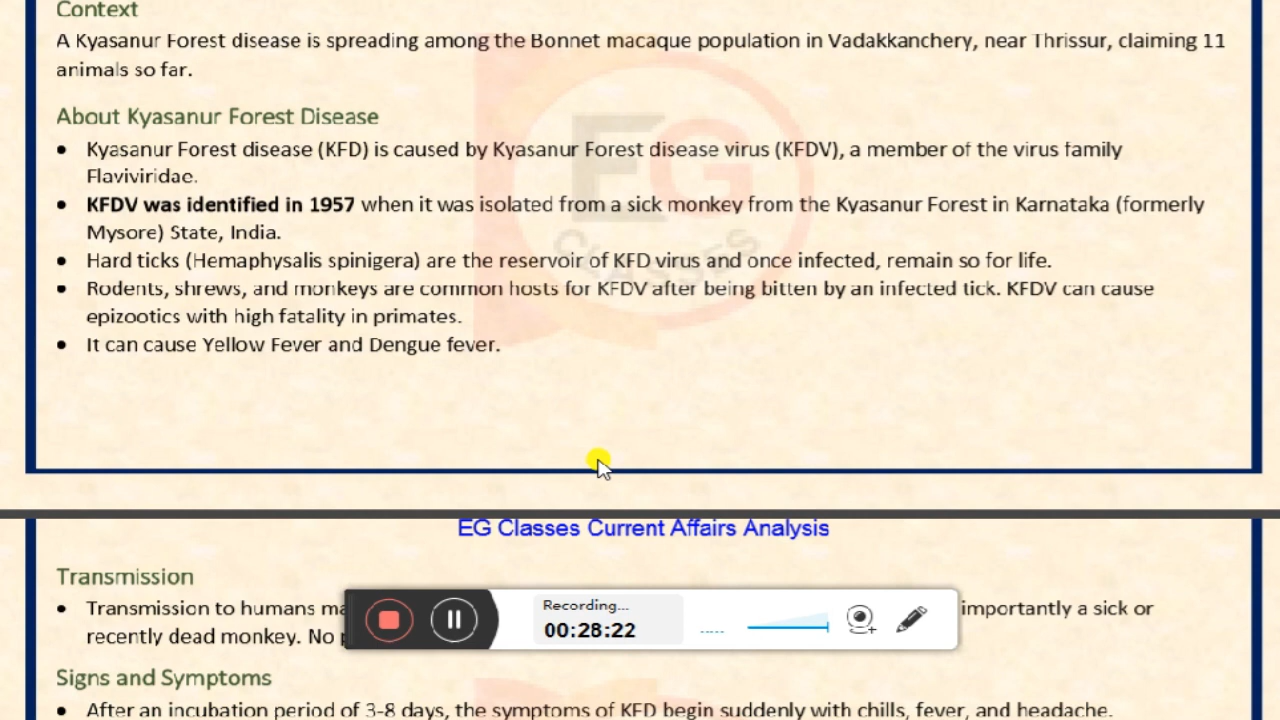 Context
A Kyasanur Forest disease is spreading among the Bonnet macaque population in Vadakkanchery, near Thrissur, claiming 11
animals so far.
About Kyasanur Forest Disease
• Kyasanur Forest disease (KFD) is caused by Kyasanur Forest disease virus (KFDV), a member of the virus family
Flaviviridae.
• KFDV was identified in 1957 when it was isolated from a sick monkey from the Kyasanur Forest in Karnataka (formerly
Mysore) State, India.
• Hard ticks (Hemaphysalis spinigera) are the reservoir of KFD virus and once infected, remain so for life.
• Rodents, shrews, and monkeys are common hosts for KFDV after being bitten by an infected tick. KFDV can cause
epizootics with high fatality in primates.
• It can cause Yellow Fever and Dengue fever.
EG
CLASSES
EG Classes Current Affairs Analysis
Transmission
• Transmission to humans importantly a sick or
recently dead monkey. No
Recording...
00:28:22
Signs and Symptoms
• After an incubation period of 3-8 days, the symptoms of KFD begin suddenly with chills, fever, and headache.